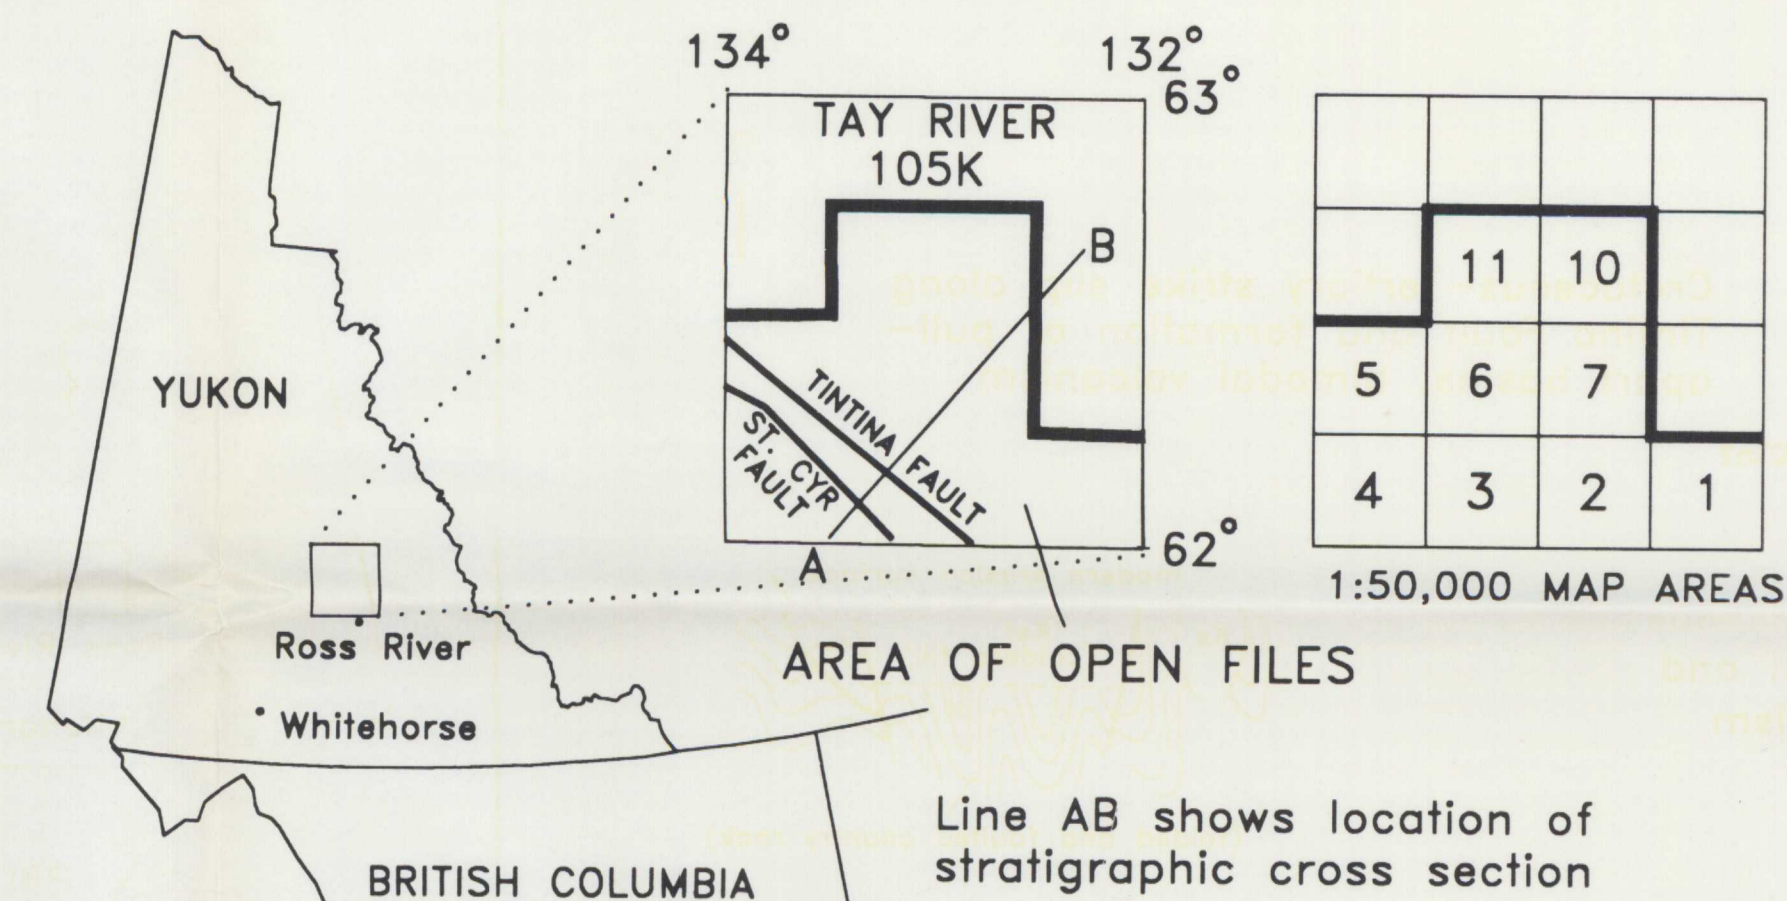 134°
132°
63°
TAY RIVER
105K
B
YUKON
TINTINA FAULT
ST. CYR
FAULT
A
62°
11 10
5 6 7
4 3 2 1
1:50,000 MAP AREAS
Ross River
AREA OF OPEN FILES
Whitehorse
Line AB shows location of
stratigraphic cross section
BRITISH COLUMBIA